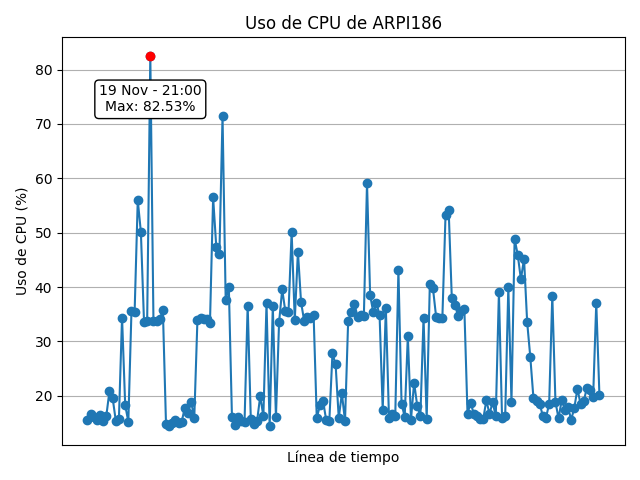 Uso de CPU de ARPI186
Uso de CPU (%)
80
70
60
50
40
30
20
19 Nov - 21:00
Max: 82.53%
Línea de tiempo